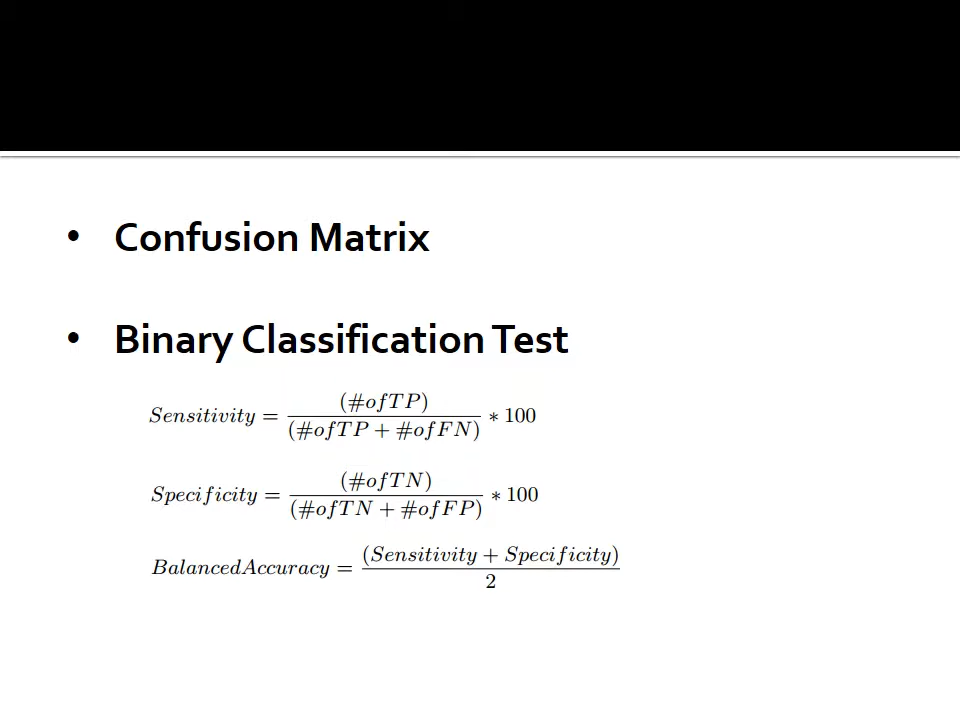 • Confusion Matrix
• Binary Classification Test
Sensitivity = (#ofTP) / (#ofTP + #ofFN) * 100
Specificity = (#ofTN) / (#ofTN + #ofFP) * 100
BalancedAccuracy = (Sensitivity + Specificity) / 2